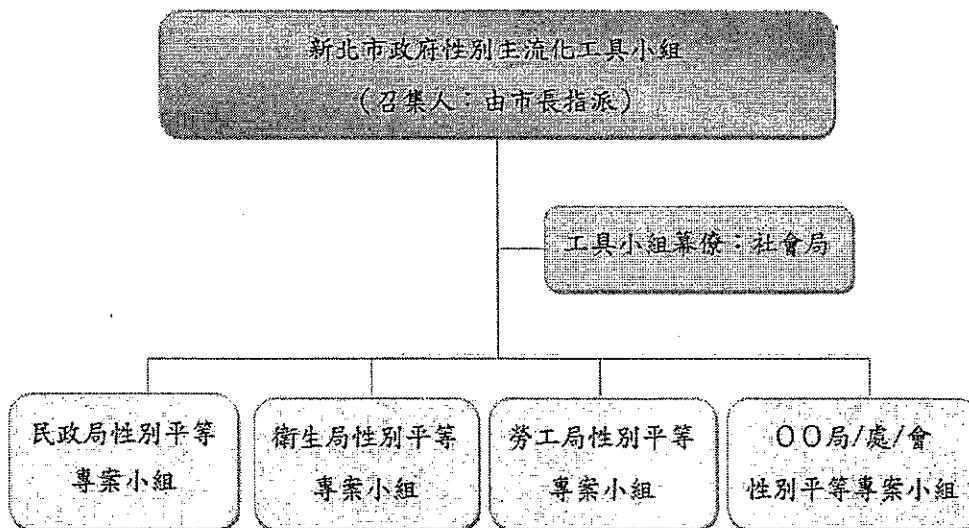 新北市政府性別主流化工具小組
（召集人：由市長指派）
工具小組幕僚：社會局
民政局性別平等
專案小組
衛生局性別平等
專案小組
勞工局性別平等
專案小組
〇〇局/處/會
性別平等專案小組